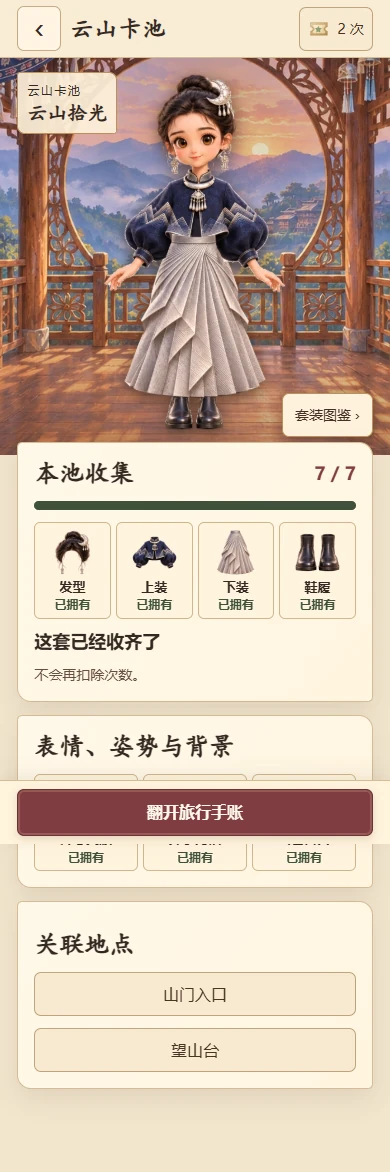 云山卡池
2 次
云山卡池
云山拾光
套装图鉴 ›
本池收集
7 / 7
发型
上装
下装
鞋履
已拥有
已拥有
已拥有
已拥有
这套已经收齐了
不会再扣除次数。
表情、姿势与背景
翻开旅行手账
已拥有
已拥有
已拥有
关联地点
山门入口
望山台